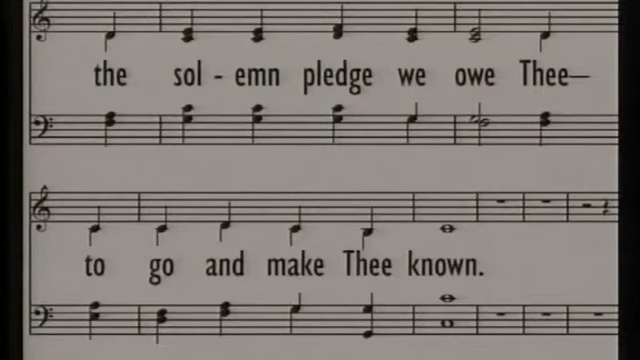 the sol - emn pledge we owe Thee—
to go and make Thee known.